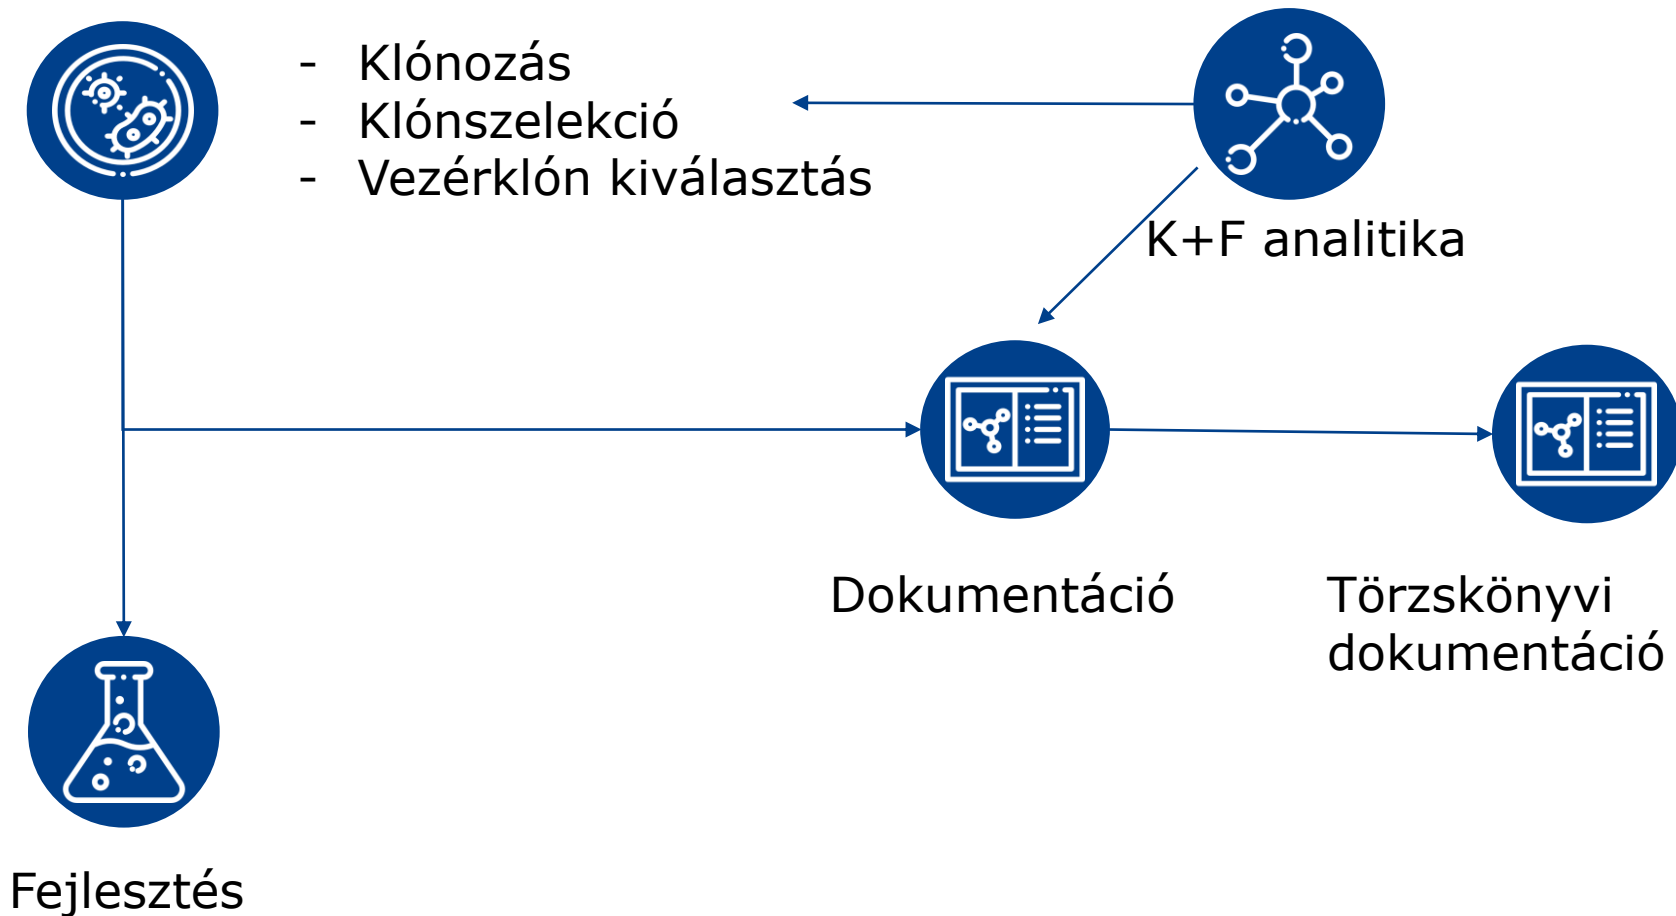 - Klónozás
- Klónszelekció
- Vezérklón kiválasztás
K+F analitika
Dokumentáció
Törzskönyvi
dokumentáció
Fejlesztés